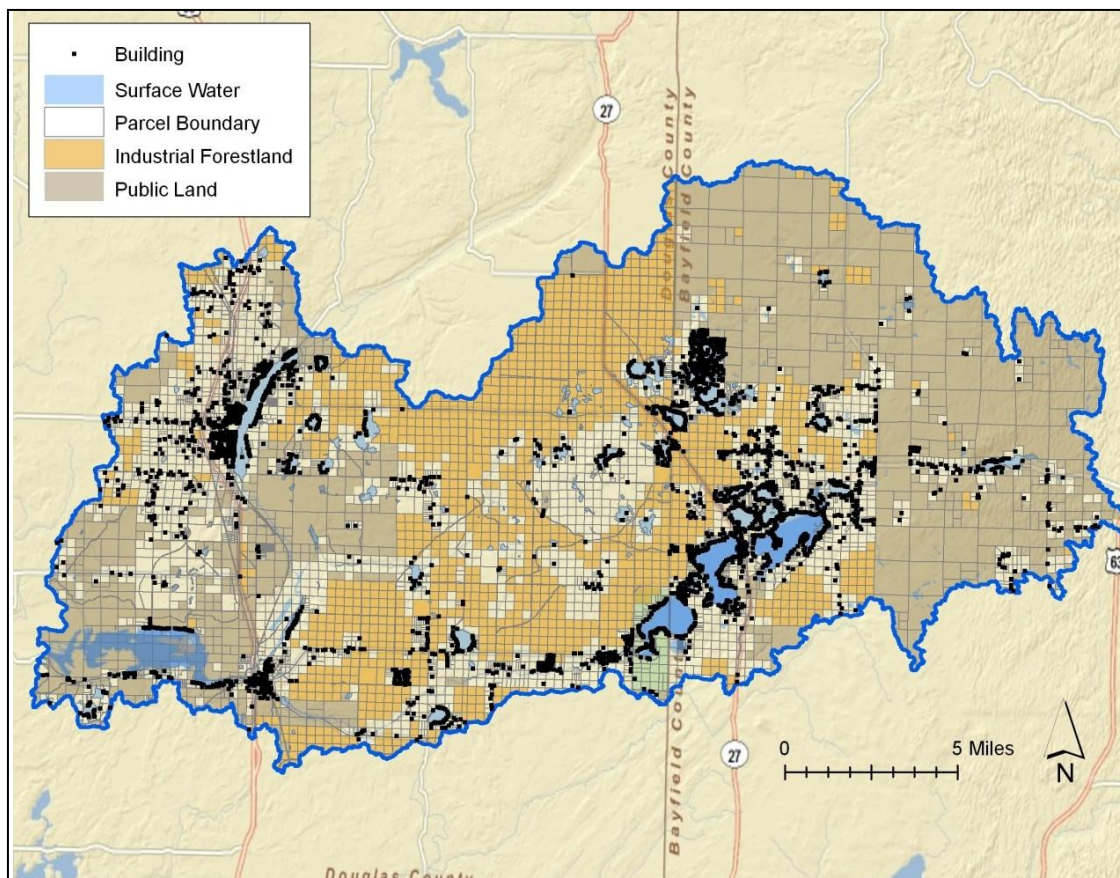 Building
Surface Water
Parcel Boundary
Industrial Forestland
Public Land
27
Douglas County
Bayfield County
63
0 5 Miles
N
27
Bayfield County
Douglas County